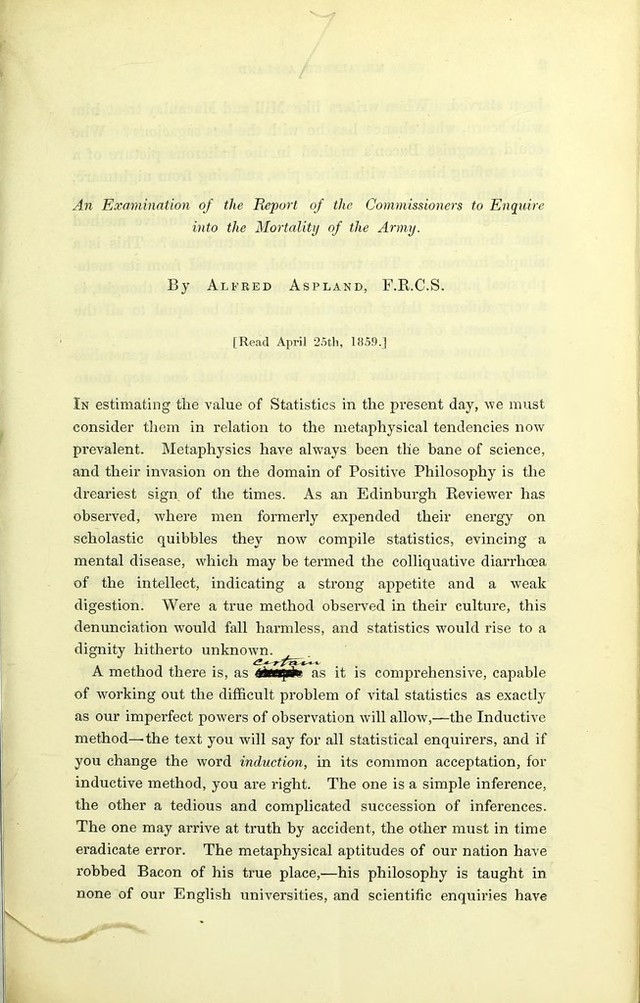 7
An Examination of the Report of the Commissioners to Enquire
into the Mortality of the Army.
By Alfred Aspland, F.R.C.S.
[Read April 25th, 1859.]
In estimating the value of Statistics in the present day, we must
consider them in relation to the metaphysical tendencies now
prevalent. Metaphysics have always been the bane of science,
and their invasion on the domain of Positive Philosophy is the
dreariest sign of the times. As an Edinburgh Reviewer has
observed, where men formerly expended their energy on
scholastic quibbles they now compile statistics, evincing a
mental disease, which may be termed the colliquative diarrhœa
of the intellect, indicating a strong appetite and a weak
digestion. Were a true method observed in their culture, this
denunciation would fall harmless, and statistics would rise to a
dignity hitherto unknown.
certain
A method there is, as as it is comprehensive, capable
of working out the difficult problem of vital statistics as exactly
as our imperfect powers of observation will allow,—the Inductive
method—the text you will say for all statistical enquirers, and if
you change the word induction, in its common acceptation, for
inductive method, you are right. The one is a simple inference,
the other a tedious and complicated succession of inferences.
The one may arrive at truth by accident, the other must in time
eradicate error. The metaphysical aptitudes of our nation have
robbed Bacon of his true place,—his philosophy is taught in
none of our English universities, and scientific enquiries have